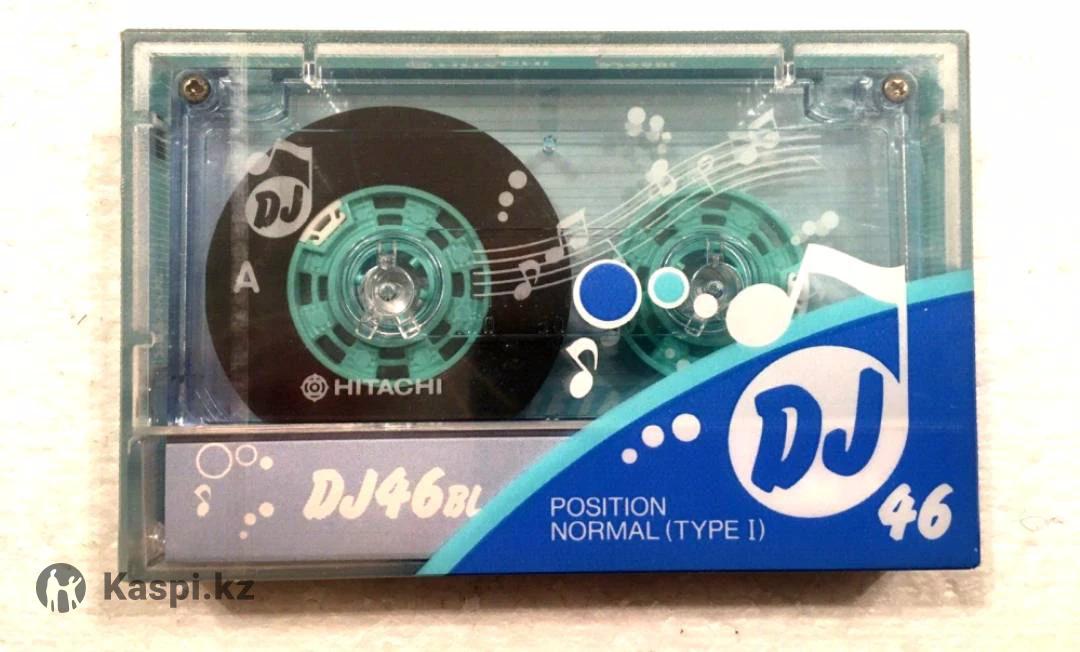 DJ
A
HITACHI
DJ46BL
DJ
46
POSITION
NORMAL (TYPE I)
Kaspi.kz